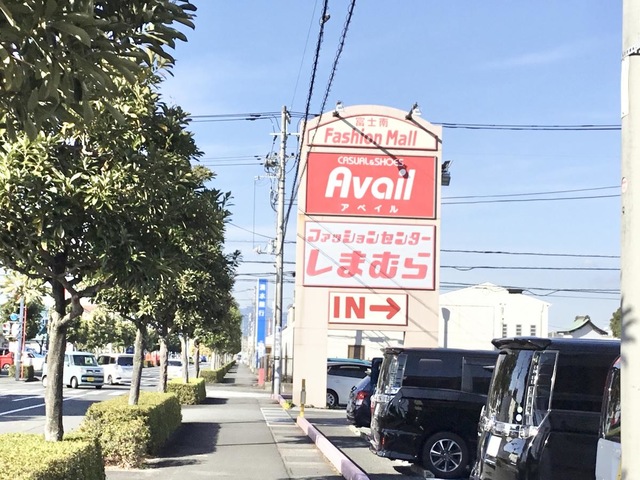 富士南
Fashion Mall
CASUAL&SHOES
Avail
アベイル
ファッションセンター
しまむら
IN→